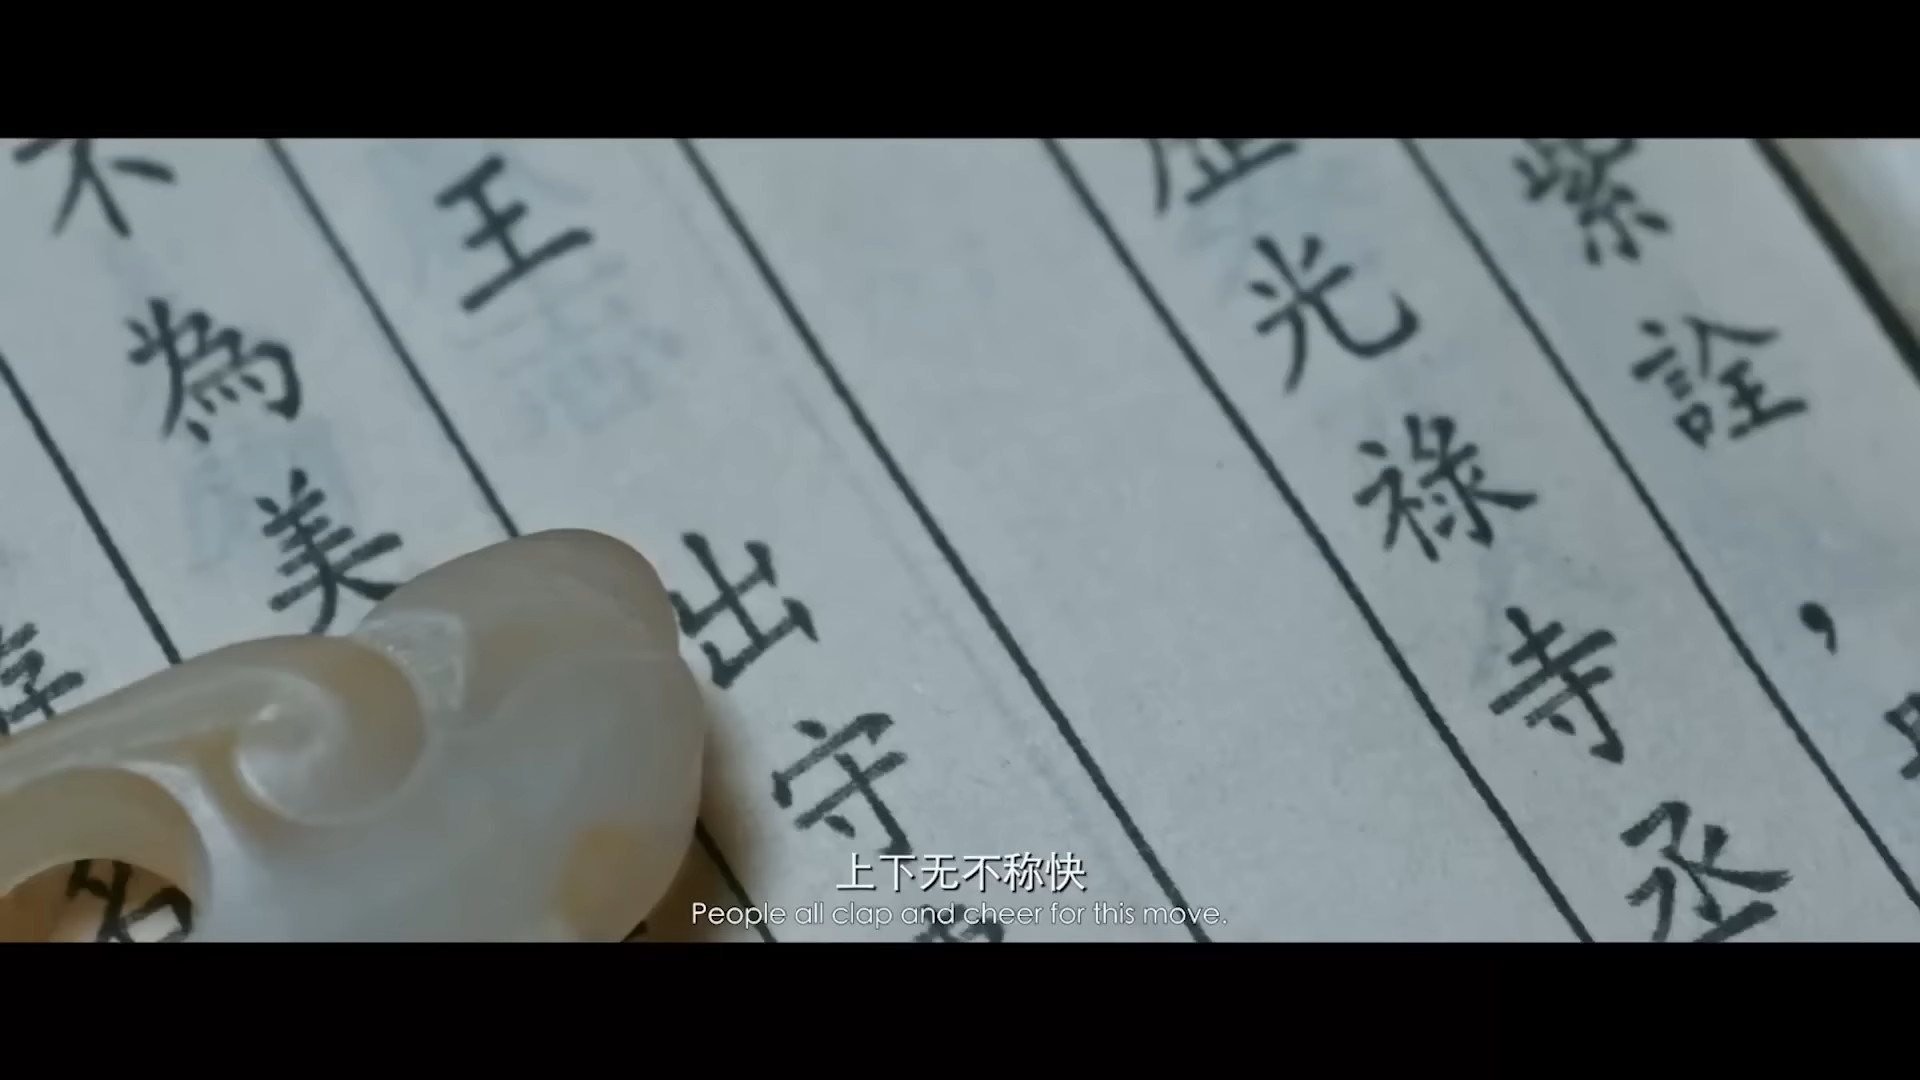 紫詮，
光祿寺丞
王 出守
不為美
上下无不称快
People all clap and cheer for this move.